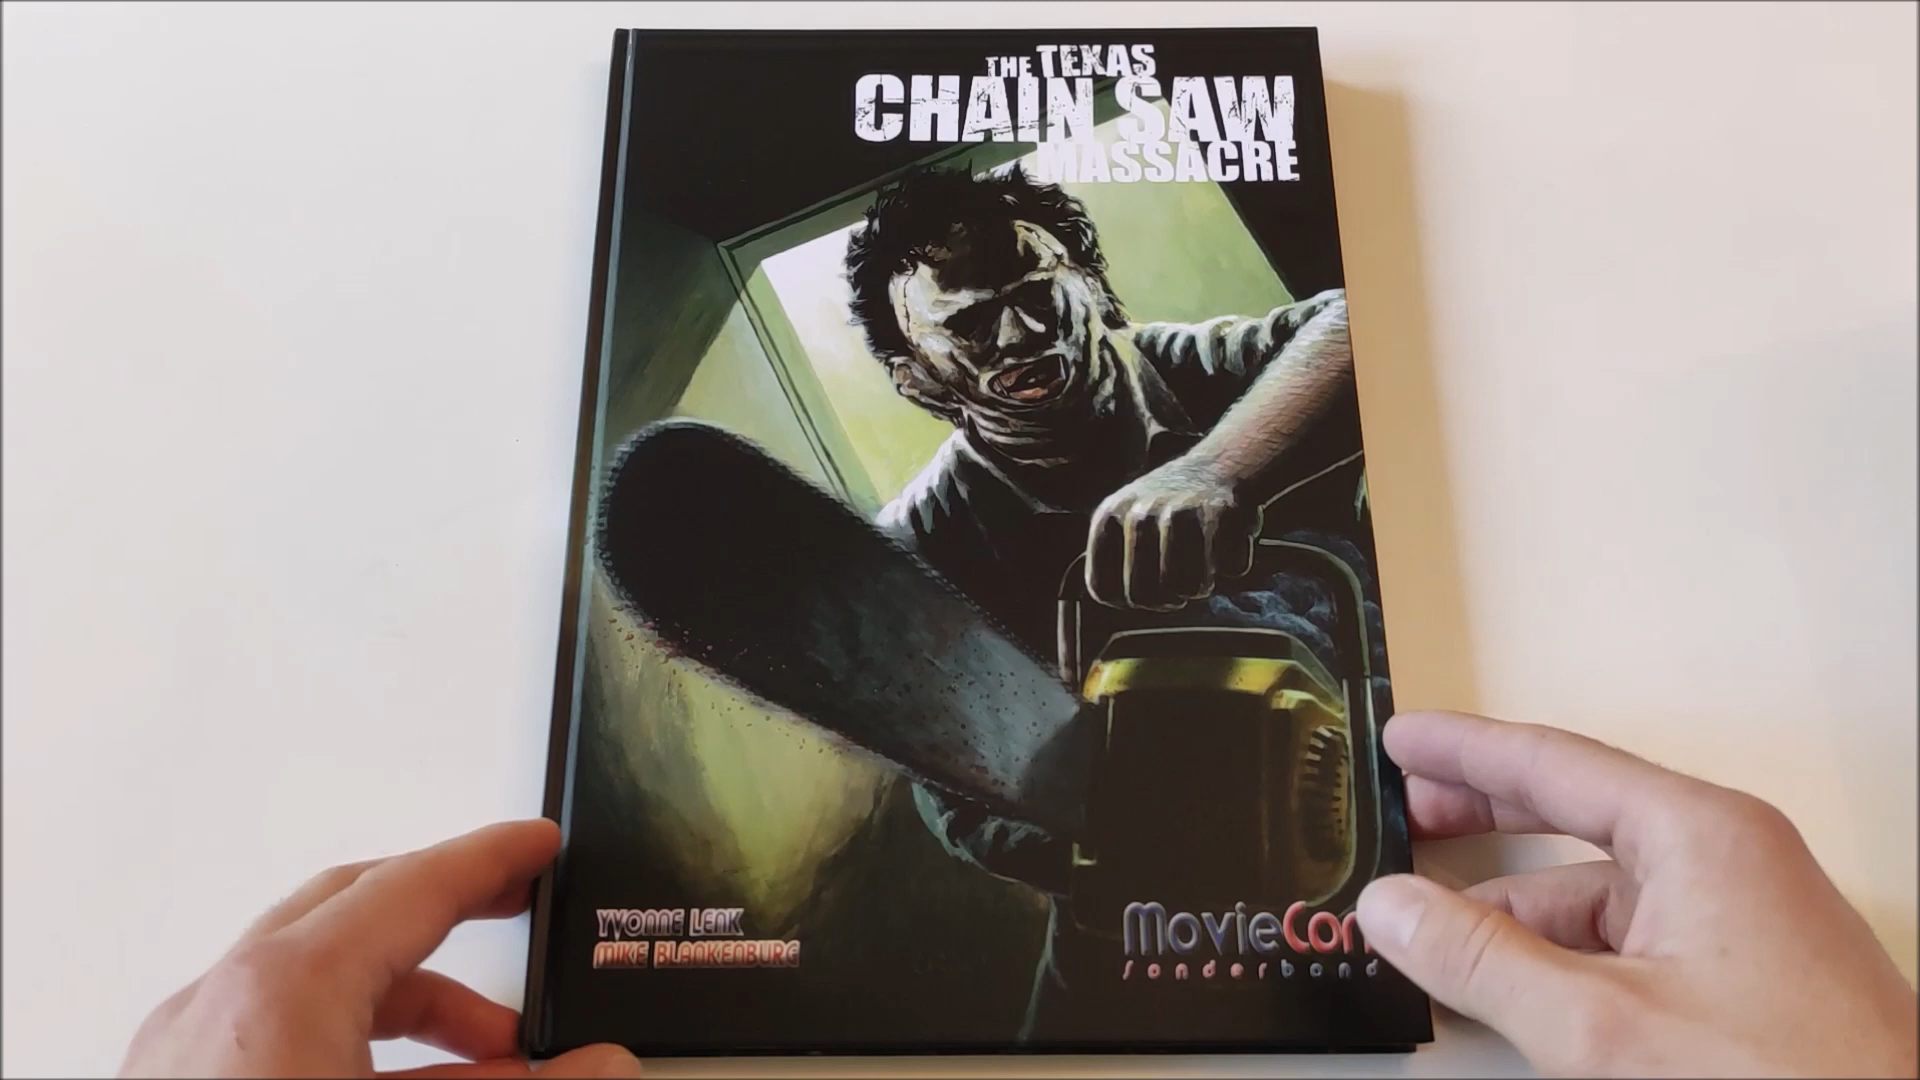 THE TEXAS
CHAIN SAW
MASSACRE
YVONNE LENK
MIKE BLANKENBURG
MovieCon
sonderband